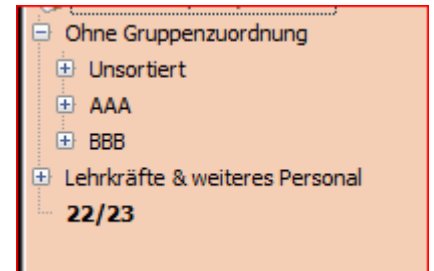 Ohne Gruppenzuordnung
Unsortiert
AAA
BBB
Lehrkräfte & weiteres Personal
22/23